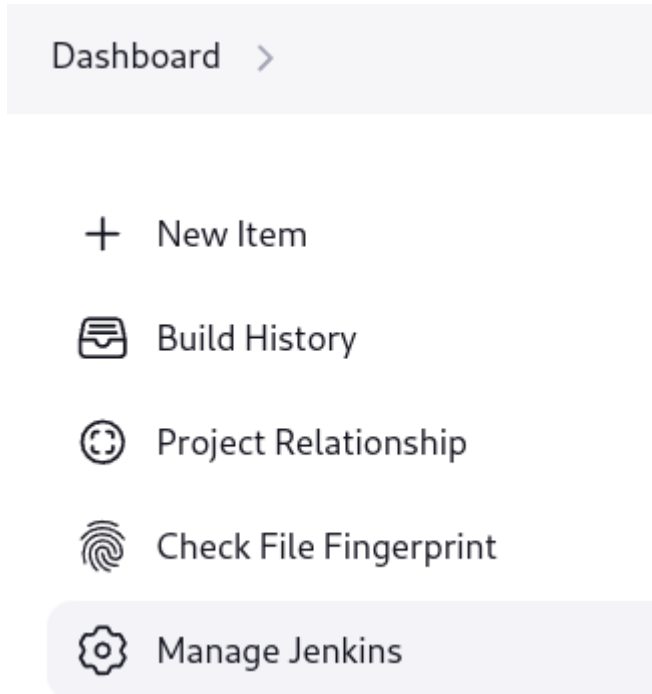 Dashboard
New Item
Build History
Project Relationship
Check File Fingerprint
Manage Jenkins